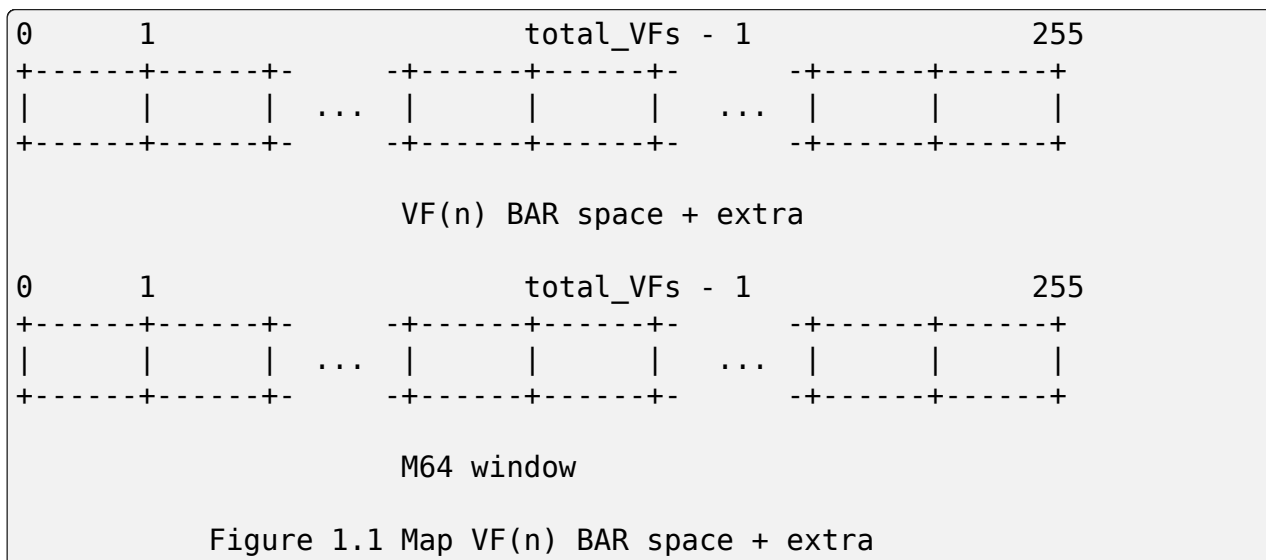 0      1                     total_VFs - 1                255
+------+------+-     -+------+------+-      -+------+------+
|      |      |  ...  |      |      |   ...  |      |      |
+------+------+-     -+------+------+-      -+------+------+
VF(n) BAR space + extra
0      1                     total_VFs - 1                255
+------+------+-     -+------+------+-      -+------+------+
|      |      |  ...  |      |      |   ...  |      |      |
+------+------+-     -+------+------+-      -+------+------+
M64 window
Figure 1.1 Map VF(n) BAR space + extra